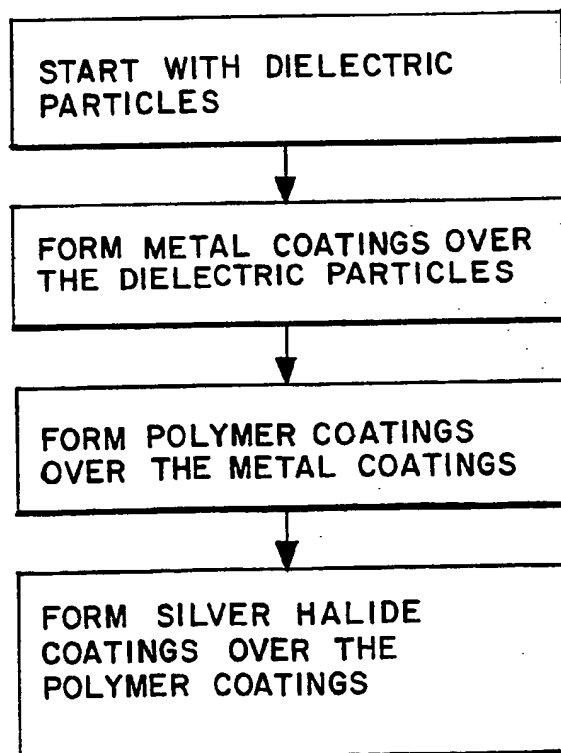 START WITH DIELECTRIC
PARTICLES
FORM METAL COATINGS OVER
THE DIELECTRIC PARTICLES
FORM POLYMER COATINGS
OVER THE METAL COATINGS
FORM SILVER HALIDE
COATINGS OVER THE
POLYMER COATINGS